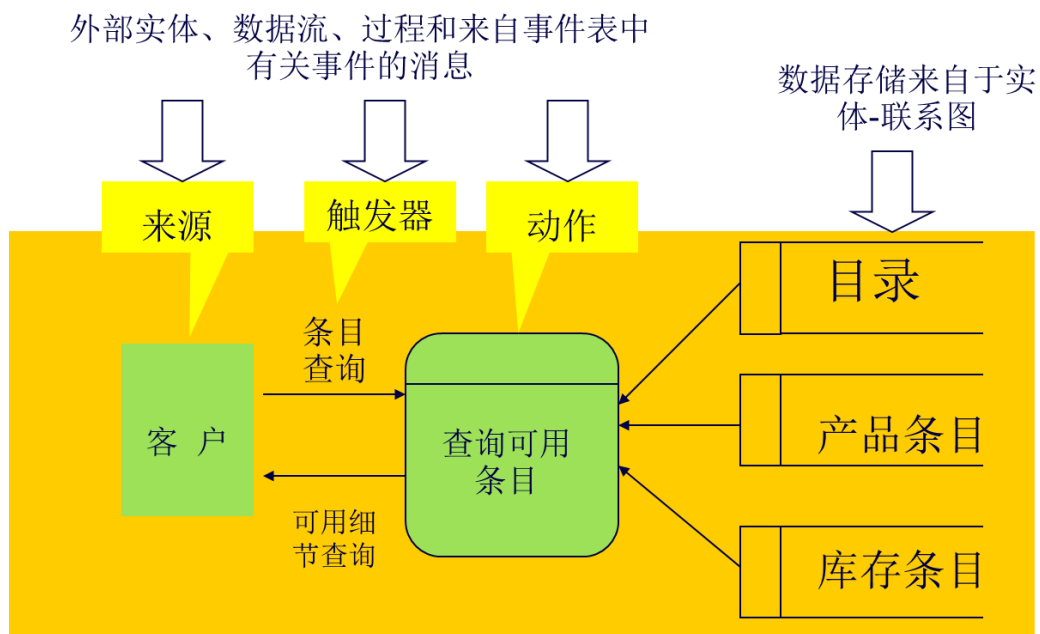 外部实体、数据流、过程和来自事件表中
有关事件的消息
数据存储来自于实
体-联系图
来源
触发器
动作
目录
条目
查询
客 户
查询可用
条目
产品条目
可用细
节查询
库存条目